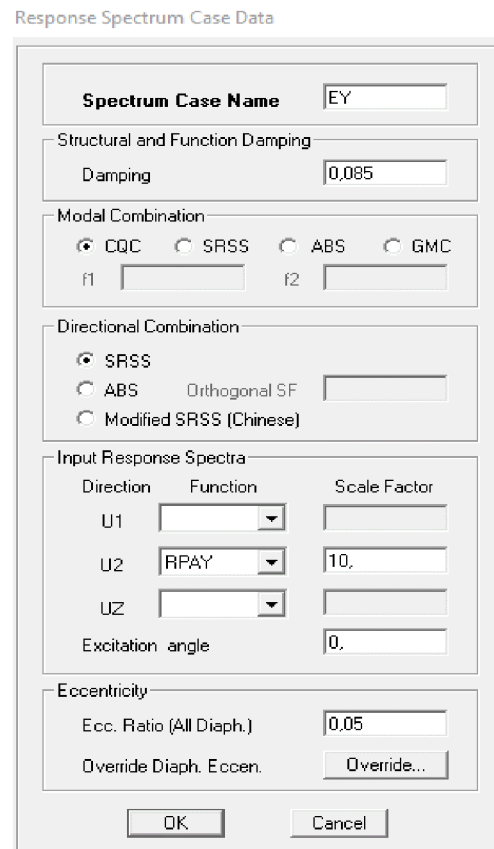 Response Spectrum Case Data
Spectrum Case Name EY
Structural and Function Damping
Damping 0,085
Modal Combination
CQC SRSS ABS GMC
f1 f2
Directional Combination
SRSS
ABS Orthogonal SF
Modified SRSS (Chinese)
Input Response Spectra
Direction Function Scale Factor
U1
U2 RPAY 10,
UZ
Excitation angle 0,
Eccentricity
Ecc. Ratio (All Diaph.) 0,05
Override Diaph. Eccen. Override...
OK Cancel